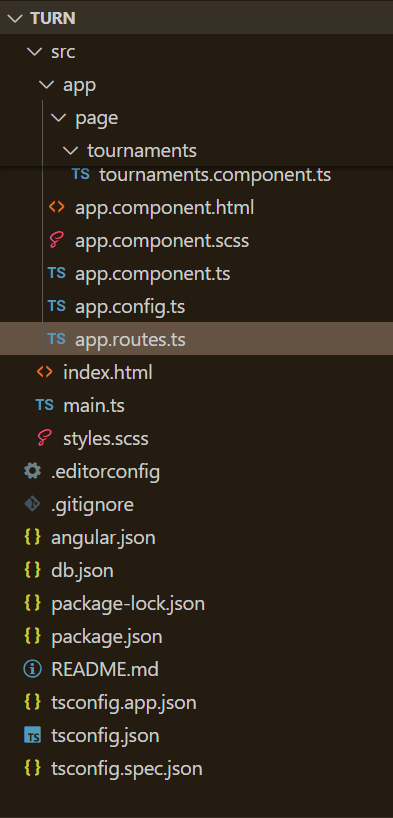 TURN
src
app
page
tournaments
TS tournaments.component.ts
<> app.component.html
app.component.scss
TS app.component.ts
TS app.config.ts
TS app.routes.ts
<> index.html
TS main.ts
styles.scss
.editorconfig
.gitignore
{} angular.json
{} db.json
{} package-lock.json
{} package.json
README.md
{} tsconfig.app.json
TS tsconfig.json
{} tsconfig.spec.json